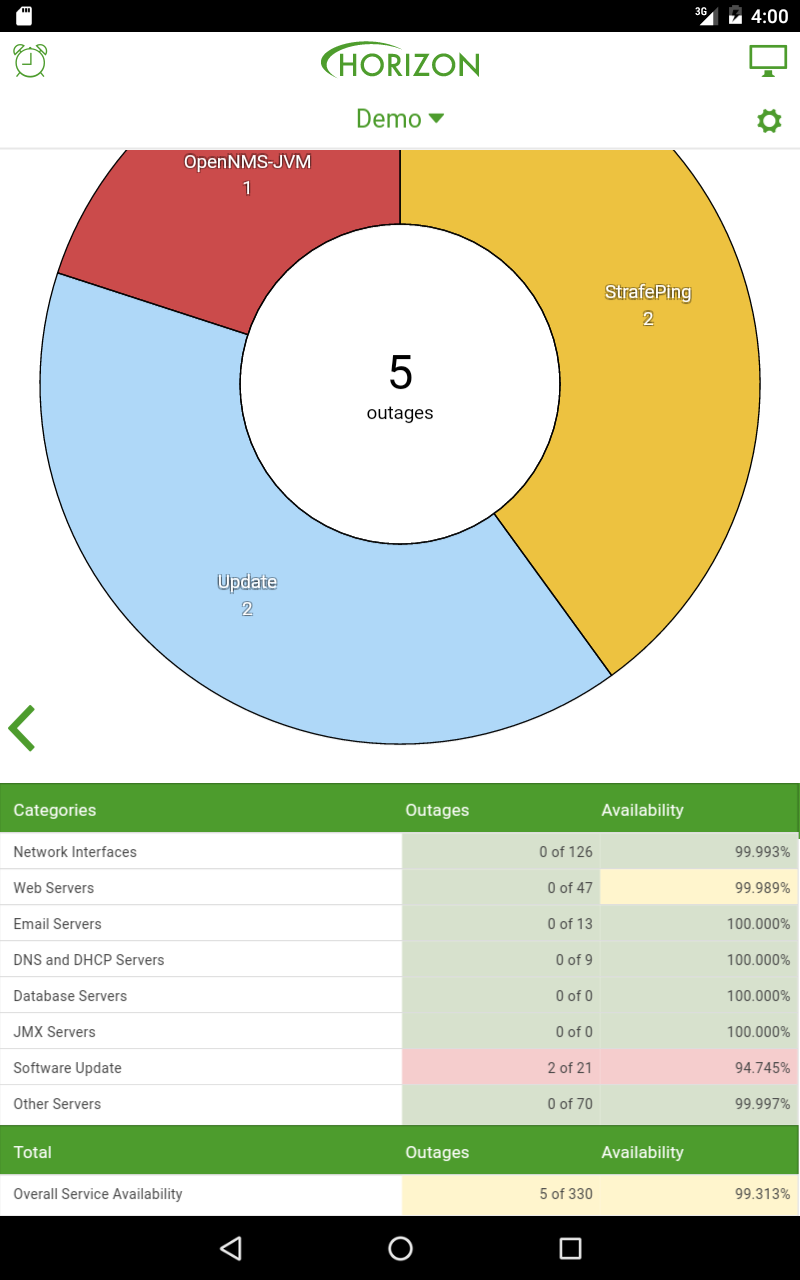 3G 4:00
HORIZON
Demo
OpenNMS-JVM
1
StrafePing
2
5
outages
Update
2
Categories Outages Availability
Network Interfaces 0 of 126 99.993%
Web Servers 0 of 47 99.989%
Email Servers 0 of 13 100.000%
DNS and DHCP Servers 0 of 9 100.000%
Database Servers 0 of 0 100.000%
JMX Servers 0 of 0 100.000%
Software Update 2 of 21 94.745%
Other Servers 0 of 70 99.997%
Total Outages Availability
Overall Service Availability 5 of 330 99.313%